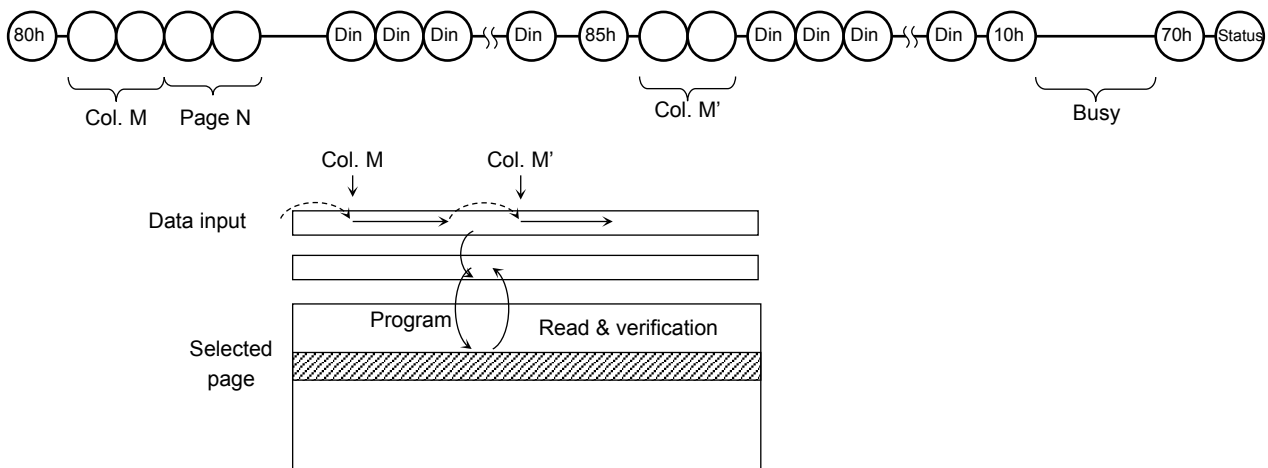 80h Din Din Din Din 85h Din Din Din Din 10h 70h Status
Col. M Page N Col. M’ Busy
Col. M Col. M’
Data input
Program Read & verification
Selected
page